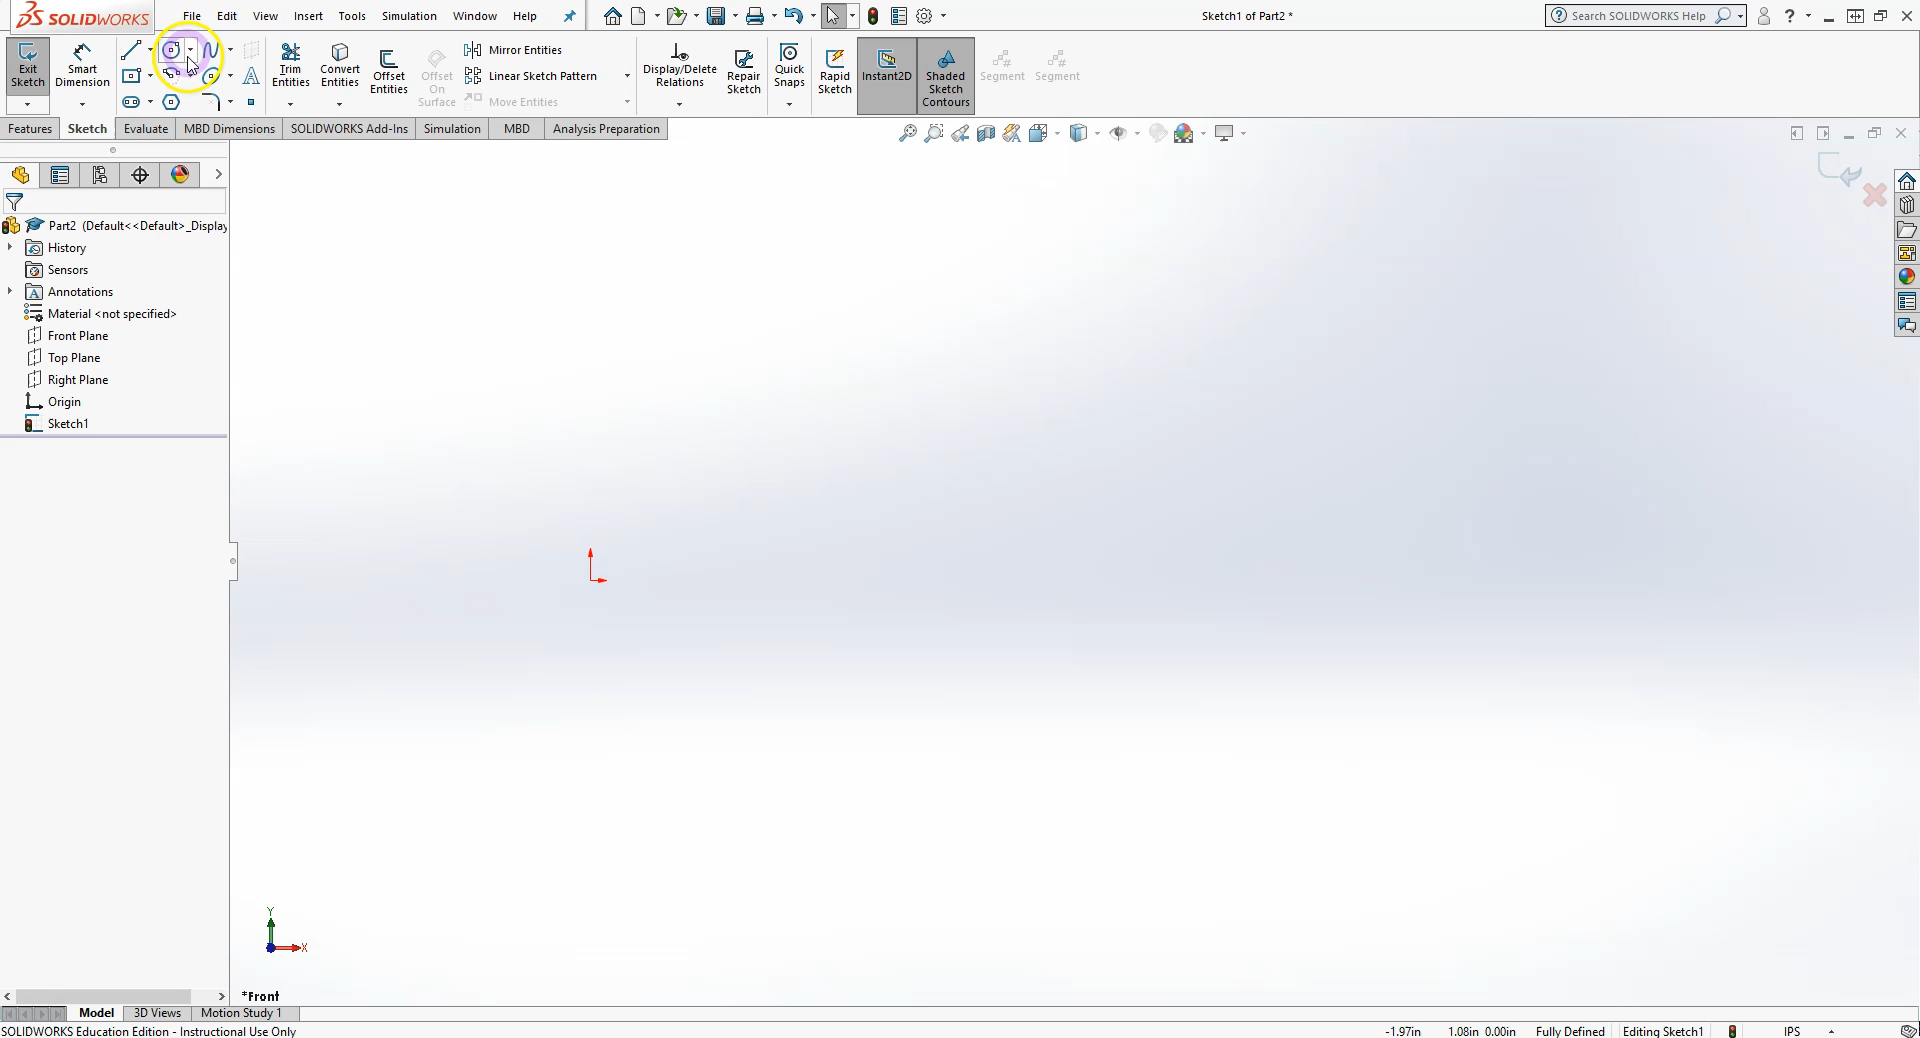 SOLIDWORKS File Edit View Insert Tools Simulation Window Help Sketch1 of Part2 * Search SOLIDWORKS Help
Exit Sketch
Smart Dimension
Trim Entities
Convert Entities
Offset Entities
Offset On Surface
Mirror Entities
Linear Sketch Pattern
Move Entities
Display/Delete Relations
Repair Sketch
Quick Snaps
Rapid Sketch
Instant2D
Shaded Sketch Contours
Segment
Segment
Features Sketch Evaluate MBD Dimensions SOLIDWORKS Add-Ins Simulation MBD Analysis Preparation
Part2 (Default<<Default>_Display
History
Sensors
Annotations
Material <not specified>
Front Plane
Top Plane
Right Plane
Origin
Sketch1
Y
X
*Front
Model 3D Views Motion Study 1
SOLIDWORKS Education Edition - Instructional Use Only -1.97in 1.08in 0.00in Fully Defined Editing Sketch1 IPS